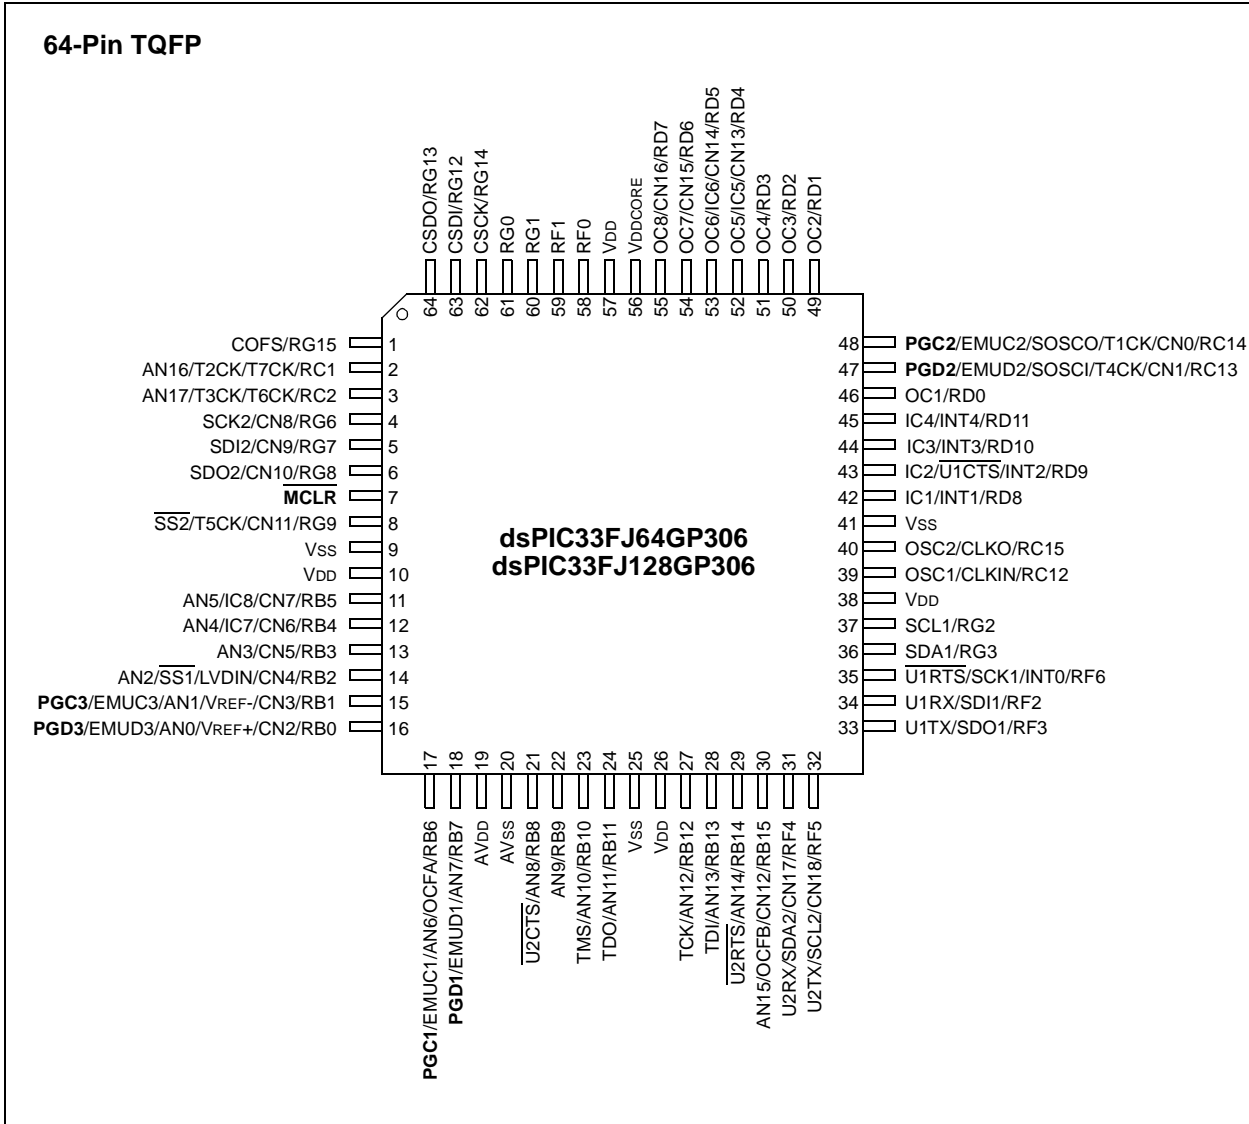 64-Pin TQFP
CSDO/RG13
CSDI/RG12
CSCK/RG14
RG0
RG1
RF1
RF0
VDD
VDDCORE
OC8/CN16/RD7
OC7/CN15/RD6
OC6/IC6/CN14/RD5
OC5/IC5/CN13/RD4
OC4/RD3
OC3/RD2
OC2/RD1
64 63 62 61 60 59 58 57 56 55 54 53 52 51 50 49
COFS/RG15 1
AN16/T2CK/T7CK/RC1 2
AN17/T3CK/T6CK/RC2 3
SCK2/CN8/RG6 4
SDI2/CN9/RG7 5
SDO2/CN10/RG8 6
MCLR 7
SS2/T5CK/CN11/RG9 8
VSS 9
VDD 10
AN5/IC8/CN7/RB5 11
AN4/IC7/CN6/RB4 12
AN3/CN5/RB3 13
AN2/SS1/LVDIN/CN4/RB2 14
PGC3/EMUC3/AN1/VREF-/CN3/RB1 15
PGD3/EMUD3/AN0/VREF+/CN2/RB0 16
dsPIC33FJ64GP306
dsPIC33FJ128GP306
48 PGC2/EMUC2/SOSCO/T1CK/CN0/RC14
47 PGD2/EMUD2/SOSCI/T4CK/CN1/RC13
46 OC1/RD0
45 IC4/INT4/RD11
44 IC3/INT3/RD10
43 IC2/U1CTS/INT2/RD9
42 IC1/INT1/RD8
41 VSS
40 OSC2/CLKO/RC15
39 OSC1/CLKIN/RC12
38 VDD
37 SCL1/RG2
36 SDA1/RG3
35 U1RTS/SCK1/INT0/RF6
34 U1RX/SDI1/RF2
33 U1TX/SDO1/RF3
17 18 19 20 21 22 23 24 25 26 27 28 29 30 31 32
PGC1/EMUC1/AN6/OCFA/RB6
PGD1/EMUD1/AN7/RB7
AVDD
AVSS
U2CTS/AN8/RB8
AN9/RB9
TMS/AN10/RB10
TDO/AN11/RB11
VSS
VDD
TCK/AN12/RB12
TDI/AN13/RB13
U2RTS/AN14/RB14
AN15/OCFB/CN12/RB15
U2RX/SDA2/CN17/RF4
U2TX/SCL2/CN18/RF5